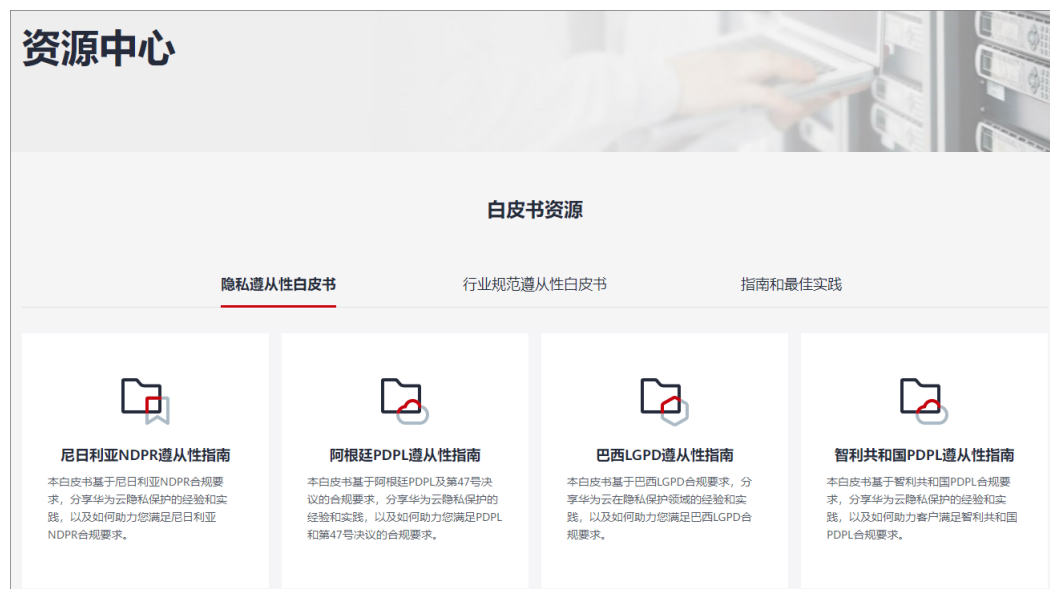 资源中心
白皮书资源
隐私遵从性白皮书
行业规范遵从性白皮书
指南和最佳实践
尼日利亚NDPR遵从性指南
本白皮书基于尼日利亚NDPR合规要
求，分享华为云隐私保护的经验和实
践，以及如何助力您满足尼日利亚
NDPR合规要求。
阿根廷PDPL遵从性指南
本白皮书基于阿根廷PDPL及第47号决
议的合规要求，分享华为云隐私保护的
经验和实践，以及如何助力您满足PDPL
和第47号决议的合规要求。
巴西LGPD遵从性指南
本白皮书基于巴西LGPD合规要求，分
享华为云在隐私保护领域的经验和实
践，以及如何助力您满足巴西LGPD合
规要求。
智利共和国PDPL遵从性指南
本白皮书基于智利共和国PDPL合规要
求，分享华为云隐私保护的经验和实
践，以及如何助力客户满足智利共和国
PDPL合规要求。